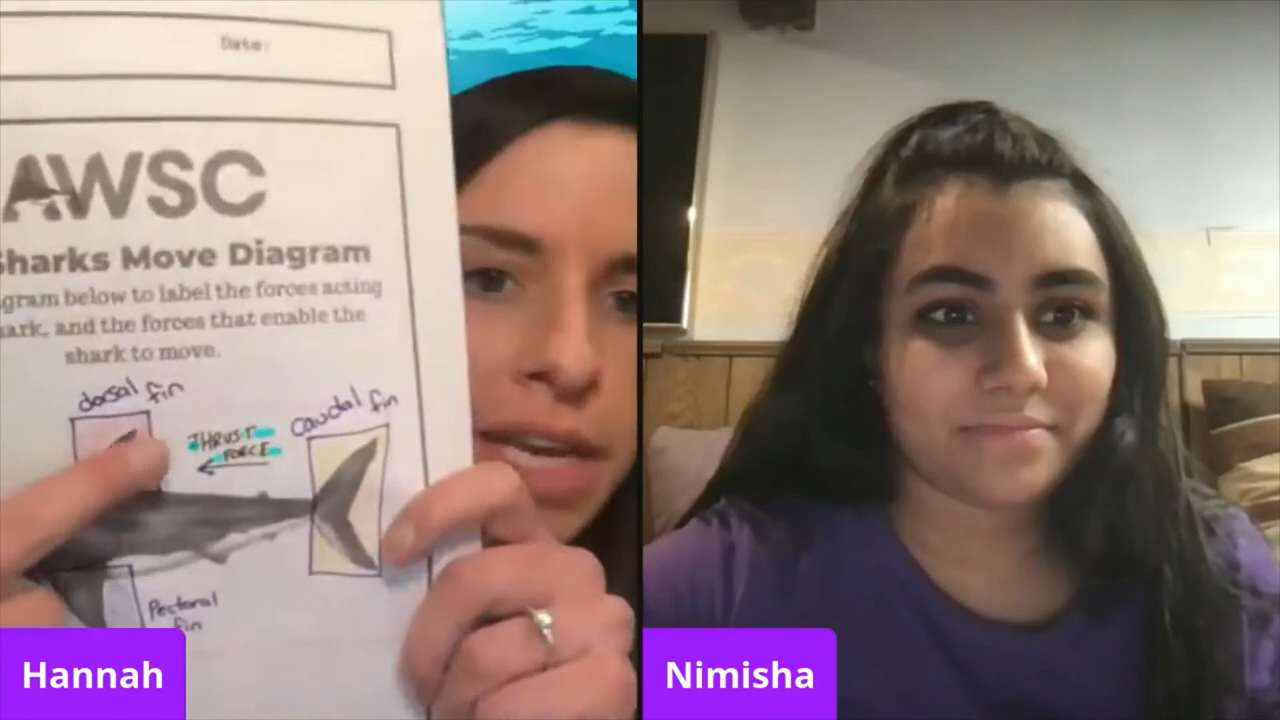 Date:
AWSC
Sharks Move Diagram
gram below to label the forces acting
ark, and the forces that enable the
shark to move.
dorsal fin
caudal fin
THRUST
FORCE
Pectoral
fin
Hannah
Nimisha